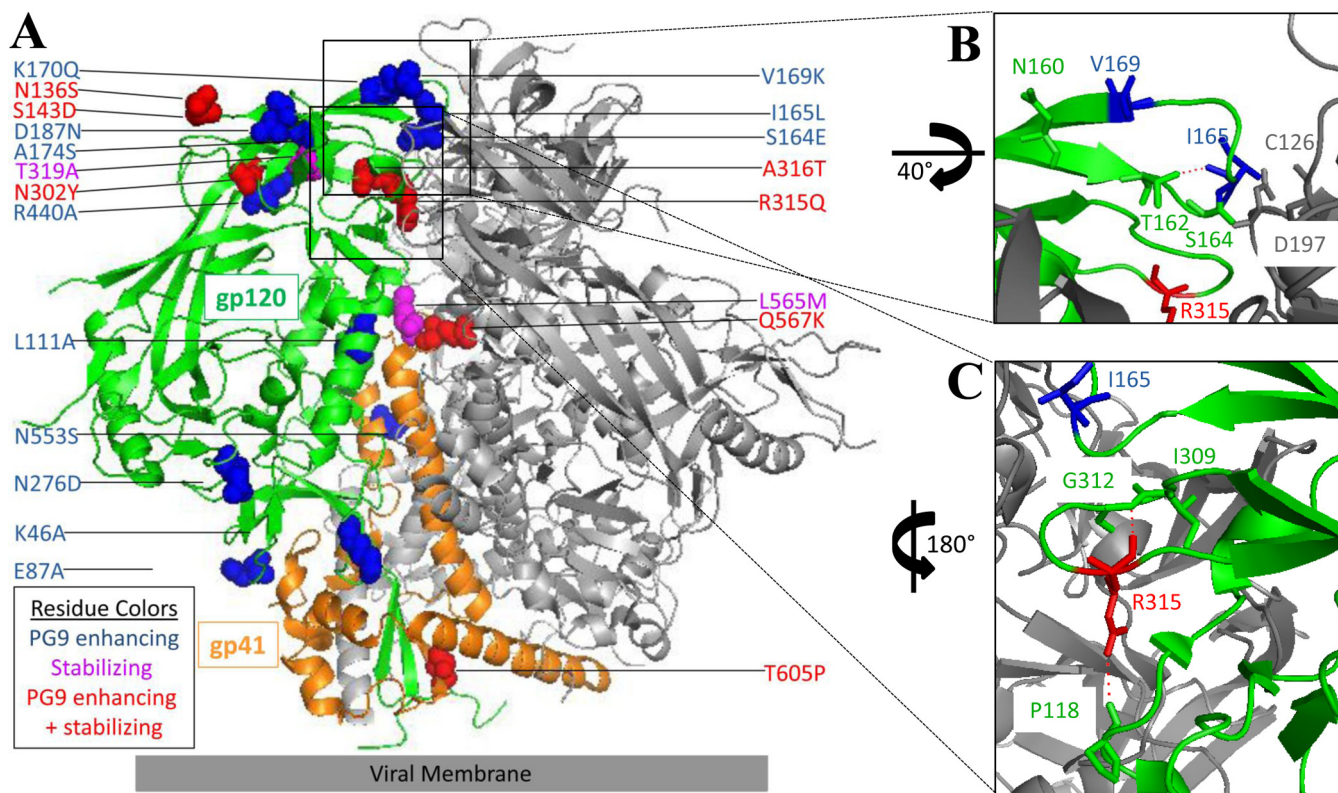 A
K170Q
N136S
S143D
D187N
A174S
T319A
N302Y
R440A
L111A
N553S
N276D
K46A
E87A
V169K
I165L
S164E
A316T
R315Q
L565M
Q567K
T605P
gp120
gp41
Residue Colors
PG9 enhancing
Stabilizing
PG9 enhancing
+ stabilizing
Viral Membrane
B
40°
N160
V169
I165
C126
T162
S164
D197
R315
C
180°
I165
I309
G312
R315
P118